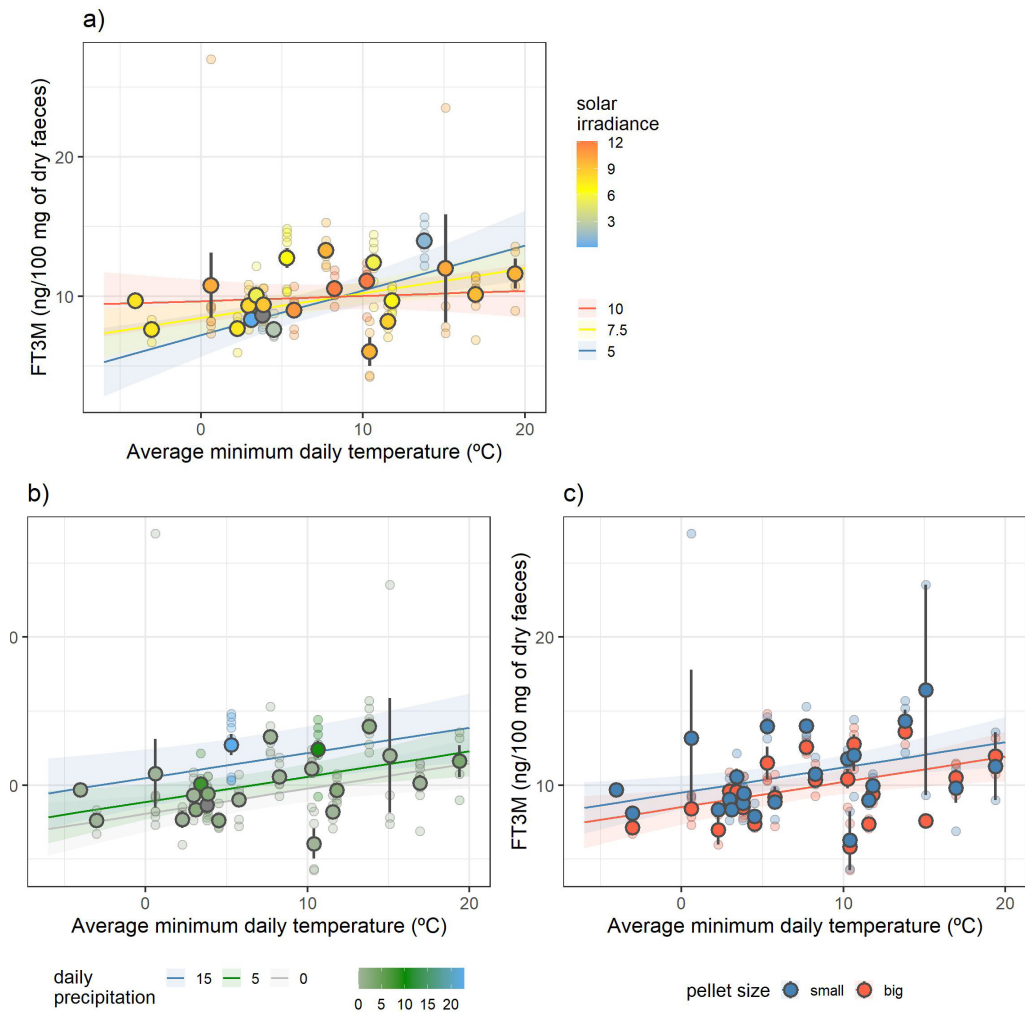 a)
FT3M (ng/100 mg of dry faeces)
20
10
0
10
20
Average minimum daily temperature (ºC)
solar
irradiance
12
9
6
3
10
7.5
5
b)
0
0
0
10
20
Average minimum daily temperature (ºC)
daily
precipitation
15
5
0
0 5 10 15 20
c)
FT3M (ng/100 mg of dry faeces)
20
10
0
10
20
Average minimum daily temperature (ºC)
pellet size
small
big